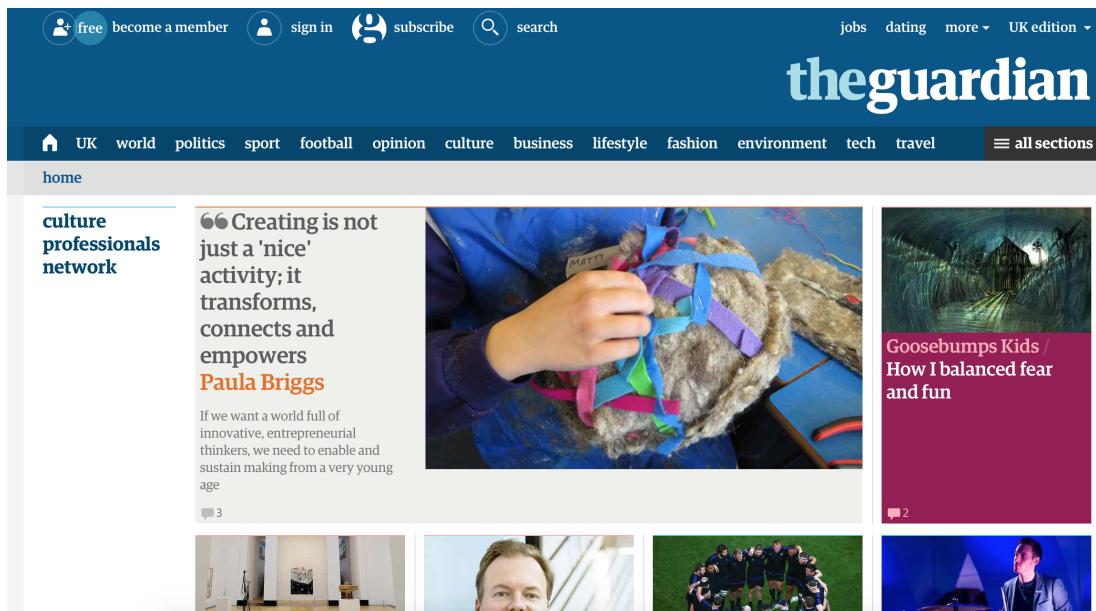 free become a member sign in subscribe search jobs dating more UK edition
theguardian
UK world politics sport football opinion culture business lifestyle fashion environment tech travel all sections
home
culture
professionals
network
Creating is not
just a 'nice'
activity; it
transforms,
connects and
empowers
Paula Briggs
If we want a world full of
innovative, entrepreneurial
thinkers, we need to enable and
sustain making from a very young
age
3
MATTY
Goosebumps Kids /
How I balanced fear
and fun
2